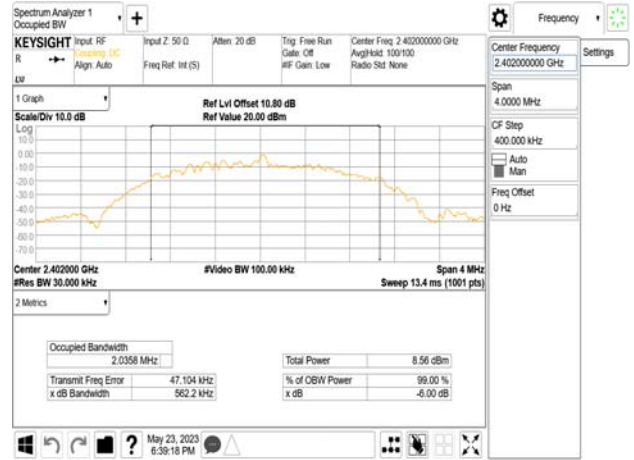 Spectrum Analyzer 1
Occupied BW
+
Frequency
KEYSIGHT
R
LVI
Input: RF
Coupling: DC
Align: Auto
Input Z: 50 Ω
Freq Ref: Int (S)
Atten: 20 dB
Trig: Free Run
Gate: Off
#IF Gain: Low
Center Freq: 2.402000000 GHz
Avg|Hold: 100/100
Radio Std: None
1 Graph
Scale/Div 10.0 dB
Ref Lvl Offset 10.80 dB
Ref Value 20.00 dBm
Log
10.0
0.00
-10.0
-20.0
-30.0
-40.0
-50.0
-60.0
-70.0
Center 2.402000 GHz
#Res BW 30.000 kHz
#Video BW 100.00 kHz
Span 4 MHz
Sweep 13.4 ms (1001 pts)
2 Metrics
Occupied Bandwidth
2.0358 MHz
Transmit Freq Error 47.104 kHz
x dB Bandwidth 562.2 kHz
Total Power 8.56 dBm
% of OBW Power 99.00 %
x dB -6.00 dB
May 23, 2023
6:39:18 PM
?
Center Frequency
2.402000000 GHz
Settings
Span
4.0000 MHz
CF Step
400.000 kHz
Auto
Man
Freq Offset
0 Hz